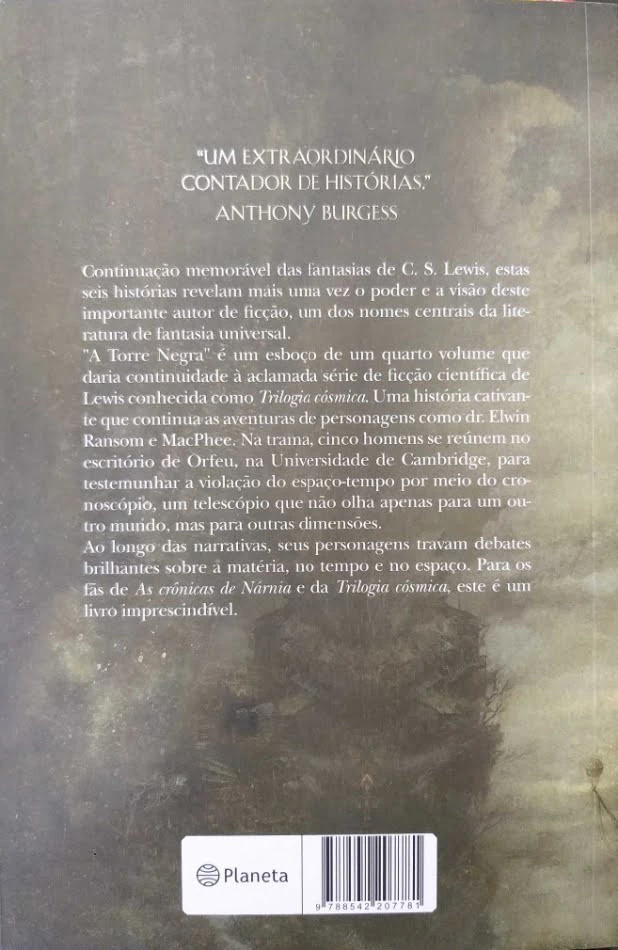 "UM EXTRAORDINÁRIO
CONTADOR DE HISTÓRIAS."
ANTHONY BURGESS
Continuação memorável das fantasias de C. S. Lewis, estas
seis histórias revelam mais uma vez o poder e a visão deste
importante autor de ficção, um dos nomes centrais da lite-
ratura de fantasia universal.
"A Torre Negra" é um esboço de um quarto volume que
daria continuidade à aclamada série de ficção científica de
Lewis conhecida como Trilogia cósmica. Uma história cativan-
te que continua as aventuras de personagens como dr. Elwin
Ransom e MacPhee. Na trama, cinco homens se reúnem no
escritório de Orfeu, na Universidade de Cambridge, para
testemunhar a violação do espaço-tempo por meio do cro-
noscópio, um telescópio que não olha apenas para um ou-
tro mundo, mas para outras dimensões.
Ao longo das narrativas, seus personagens travam debates
brilhantes sobre a matéria, no tempo e no espaço. Para os
fãs de As crônicas de Nárnia e da Trilogia cósmica, este é um
livro imprescindível.
Planeta
9 788542 207781